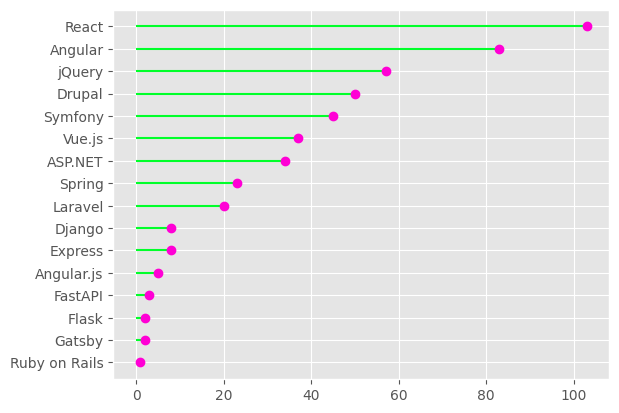 React
Angular
jQuery
Drupal
Symfony
Vue.js
ASP.NET
Spring
Laravel
Django
Express
Angular.js
FastAPI
Flask
Gatsby
Ruby on Rails
0 20 40 60 80 100